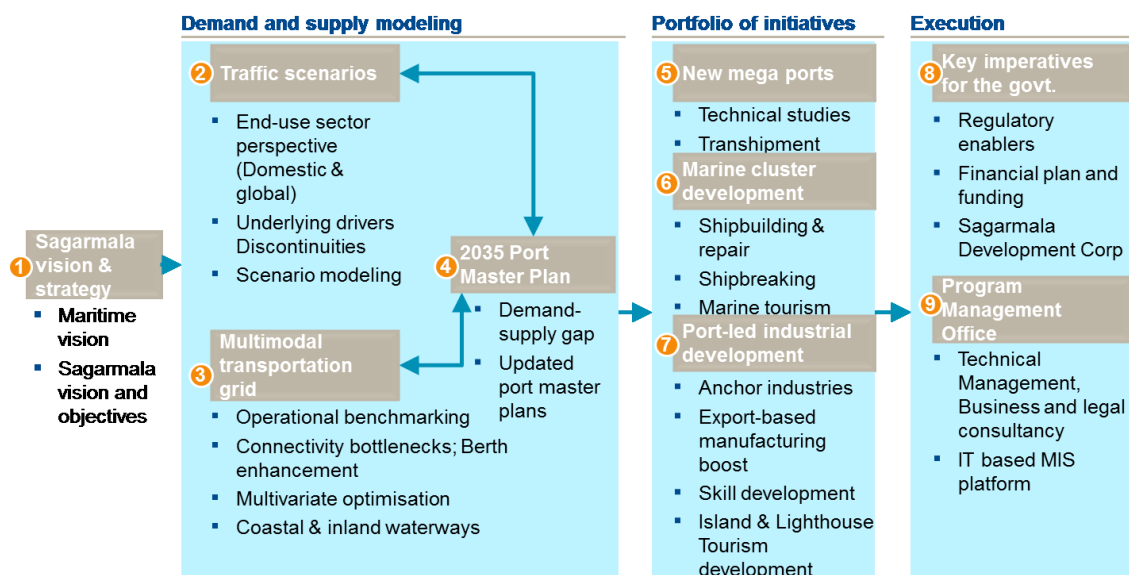 Demand and supply modeling
Portfolio of initiatives
Execution
1
Sagarmala
vision &
strategy
▪ Maritime
vision
▪ Sagarmala
vision and
objectives
2
Traffic scenarios
▪ End-use sector
perspective
(Domestic &
global)
▪ Underlying drivers
Discontinuities
▪ Scenario modeling
3
Multimodal
transportation
grid
▪ Operational benchmarking
▪ Connectivity bottlenecks; Berth
enhancement
▪ Multivariate optimisation
▪ Coastal & inland waterways
4
2035 Port
Master Plan
▪ Demand-
supply gap
▪ Updated
port master
plans
5
New mega ports
▪ Technical studies
▪ Transhipment
6
Marine cluster
development
▪ Shipbuilding &
repair
▪ Shipbreaking
▪ Marine tourism
7
Port-led industrial
development
▪ Anchor industries
▪ Export-based
manufacturing
boost
▪ Skill development
▪ Island & Lighthouse
Tourism
development
8
Key imperatives
for the govt.
▪ Regulatory
enablers
▪ Financial plan and
funding
▪ Sagarmala
Development Corp
9
Program
Management
Office
▪ Technical
Management,
Business and legal
consultancy
▪ IT based MIS
platform